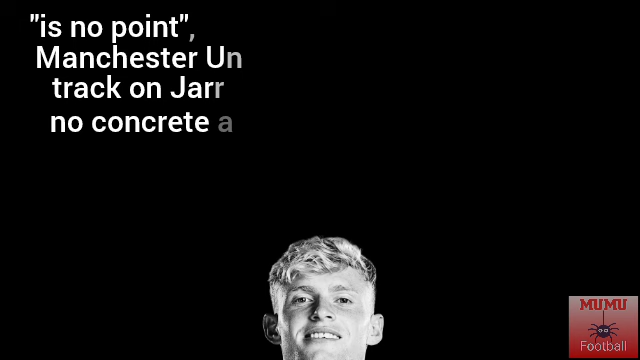 "is no point",
Manchester Un
track on Jarr
no concrete a
MUMU
Football